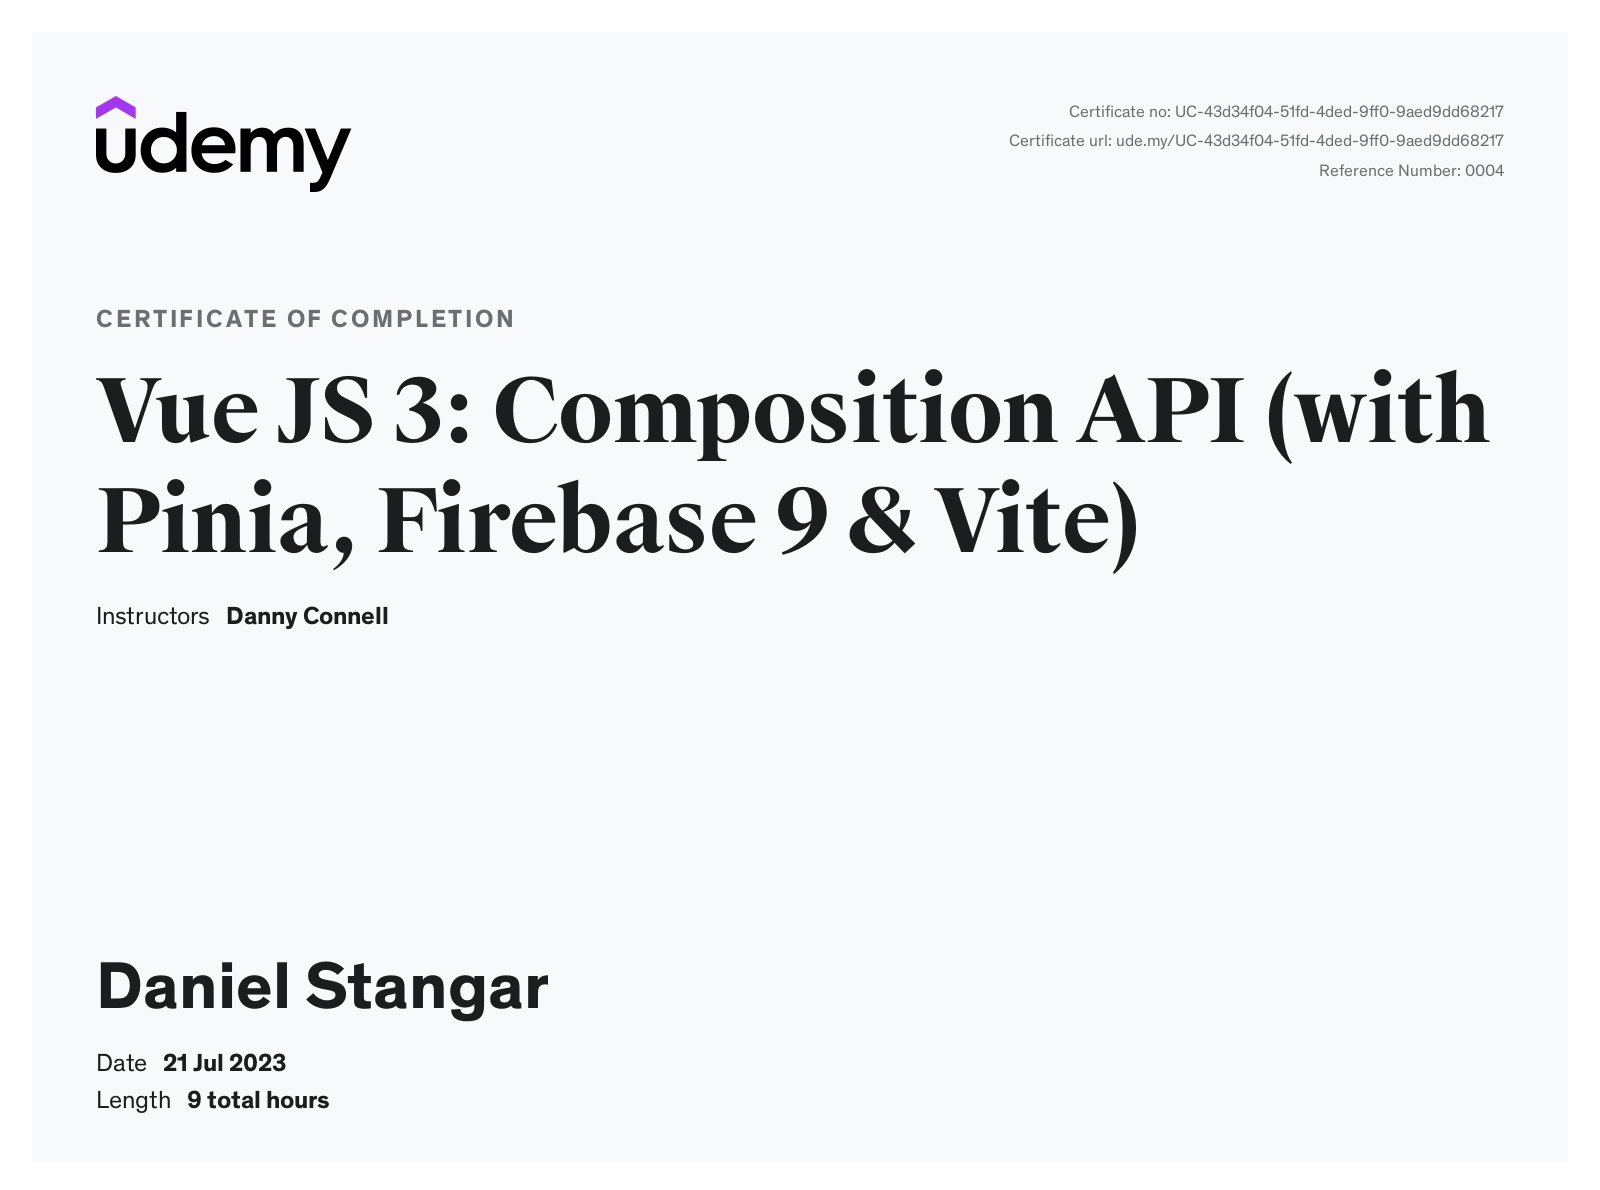 udemy
Certificate no: UC-43d34f04-51fd-4ded-9ff0-9aed9dd68217
Certificate url: ude.my/UC-43d34f04-51fd-4ded-9ff0-9aed9dd68217
Reference Number: 0004
CERTIFICATE OF COMPLETION
Vue JS 3: Composition API (with
Pinia, Firebase 9 & Vite)
Instructors Danny Connell
Daniel Stangar
Date 21 Jul 2023
Length 9 total hours